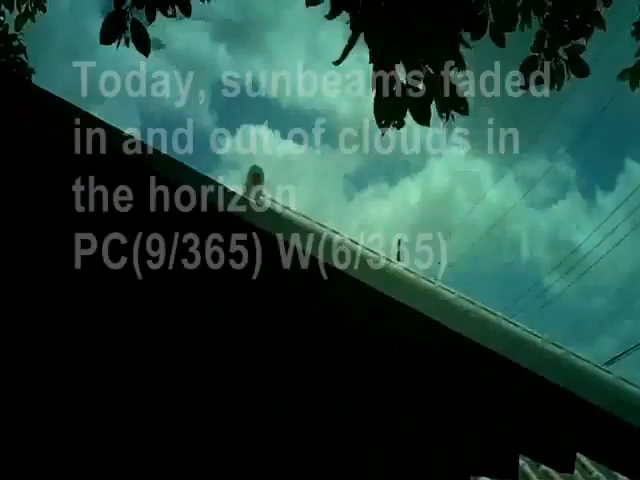 Today, sunbeams faded
in and out of clouds in
the horizon
PC(9/365) W(6/365)